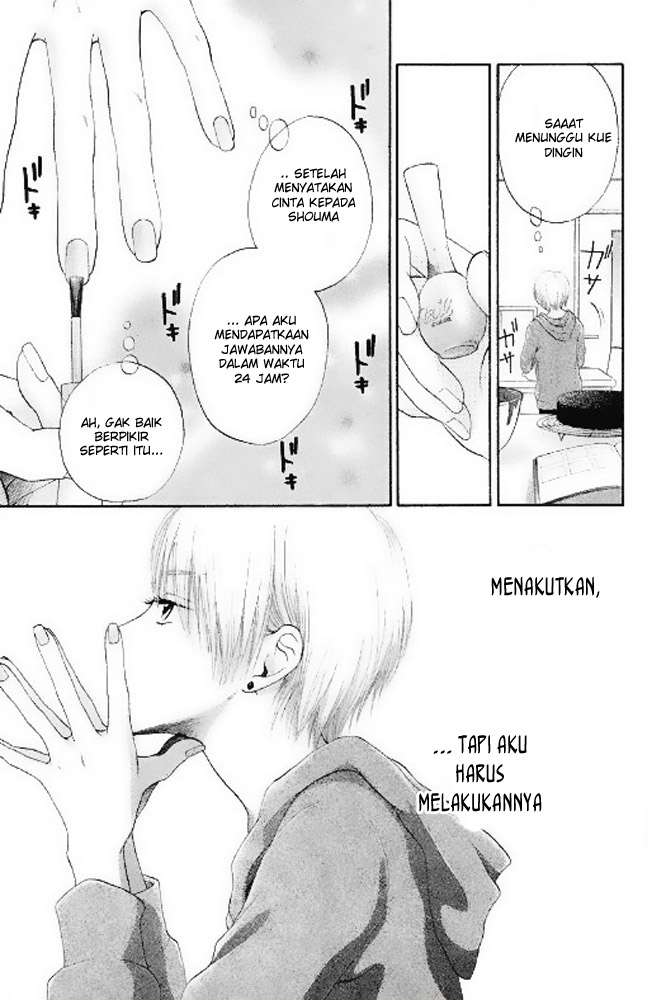 SAAAT
MENUNGGU KUE
DINGIN
ガサ
ガサ
.. SETELAH
MENYATAKAN
CINTA KEPADA
SHOUMA
... APA AKU
MENDAPATKAAN
JAWABANNYA
DALAM WAKTU
24 JAM?
AH, GAK BAIK
BERPIKIR
SEPERTI ITU...
ドキ
ドキ
ドキ
ドキ
ドキ
MENAKUTKAN,
... TAPI AKU
HARUS
MELAKUKANNYA